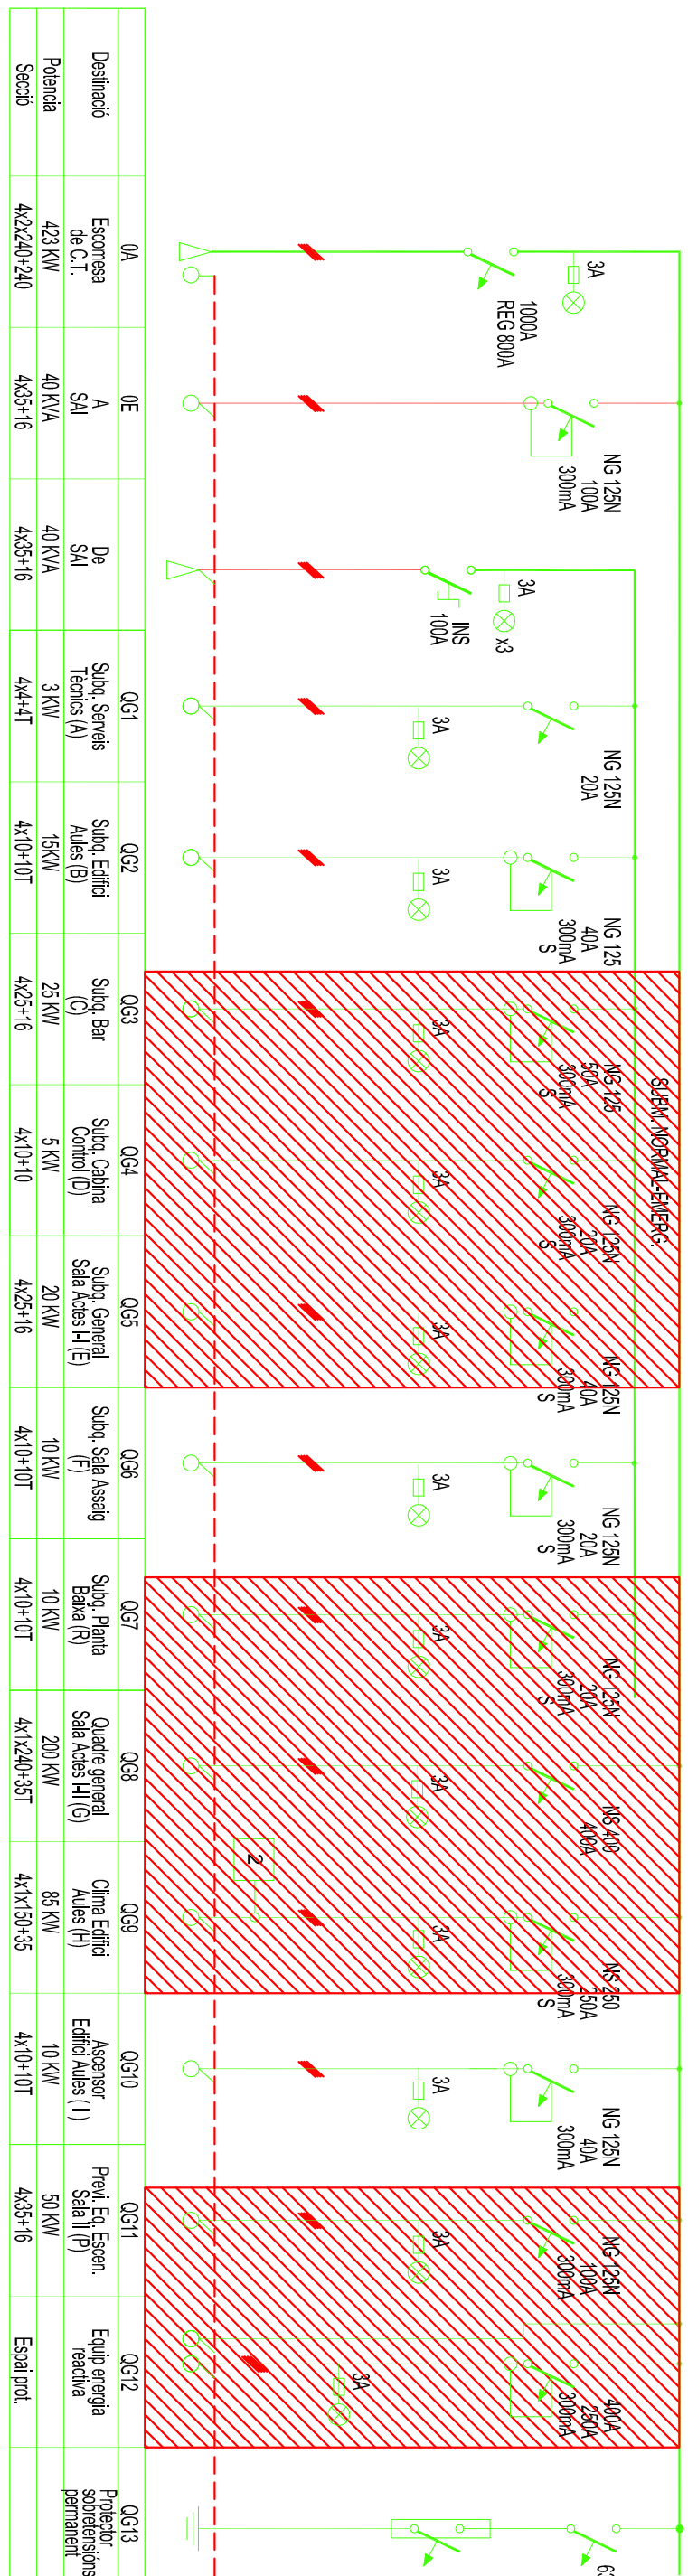 3A
1000A
REG 800A
NG 125N
100A
300mA
3A
x3
INS
100A
3A
NG 125N
20A
3A
NG 125
40A
300mA
S
3A
NG 125
50A
300mA
S
SUBM. NORMAL-EMERG.
3A
NG 125N
20A
300mA
S
3A
NG 125N
40A
300mA
S
3A
NG 125N
20A
300mA
S
3A
NG 125N
20A
300mA
S
3A
NS 400
400A
2
3A
NS 250
250A
300mA
S
3A
NG 125N
40A
300mA
3A
NG 125N
100A
300mA
3A
400A
250A
300mA
0A
0E
QG1
QG2
QG3
QG4
QG5
QG6
QG7
QG8
QG9
QG10
QG11
QG12
QG13
Destinació
Escomesa
de C.T.
A
SAI
De
SAI
Subq. Serveis
Tècnics (A)
Subq. Edifici
Aules (B)
Subq. Bar
(C)
Subq. Cabina
Control (D)
Subq. General
Sala Actes I-I (E)
Subq. Sala Assaig
(F)
Subq. Planta
Baixa (R)
Quadre general
Sala Actes I-II (G)
Clima Edifici
Aules (H)
Ascensor
Edifici Aules ( I )
Previ. Eq. Escen.
Sala II (P)
Equip. energia
reactiva
Protector
sobretensións
permanent
Potencia
423 KW
40 KVA
40 KVA
3 KW
15KW
25 KW
5 KW
20 KW
10 KW
10 KW
200 KW
85 KW
10 KW
50 KW
Secció
4x2x240+240
4x35+16
4x35+16
4x4+4T
4x10+10T
4x25+16
4x10+10
4x25+16
4x10+10T
4x10+10T
4x1x240+35T
4x1x150+35
4x10+10T
4x35+16
Espai prot.